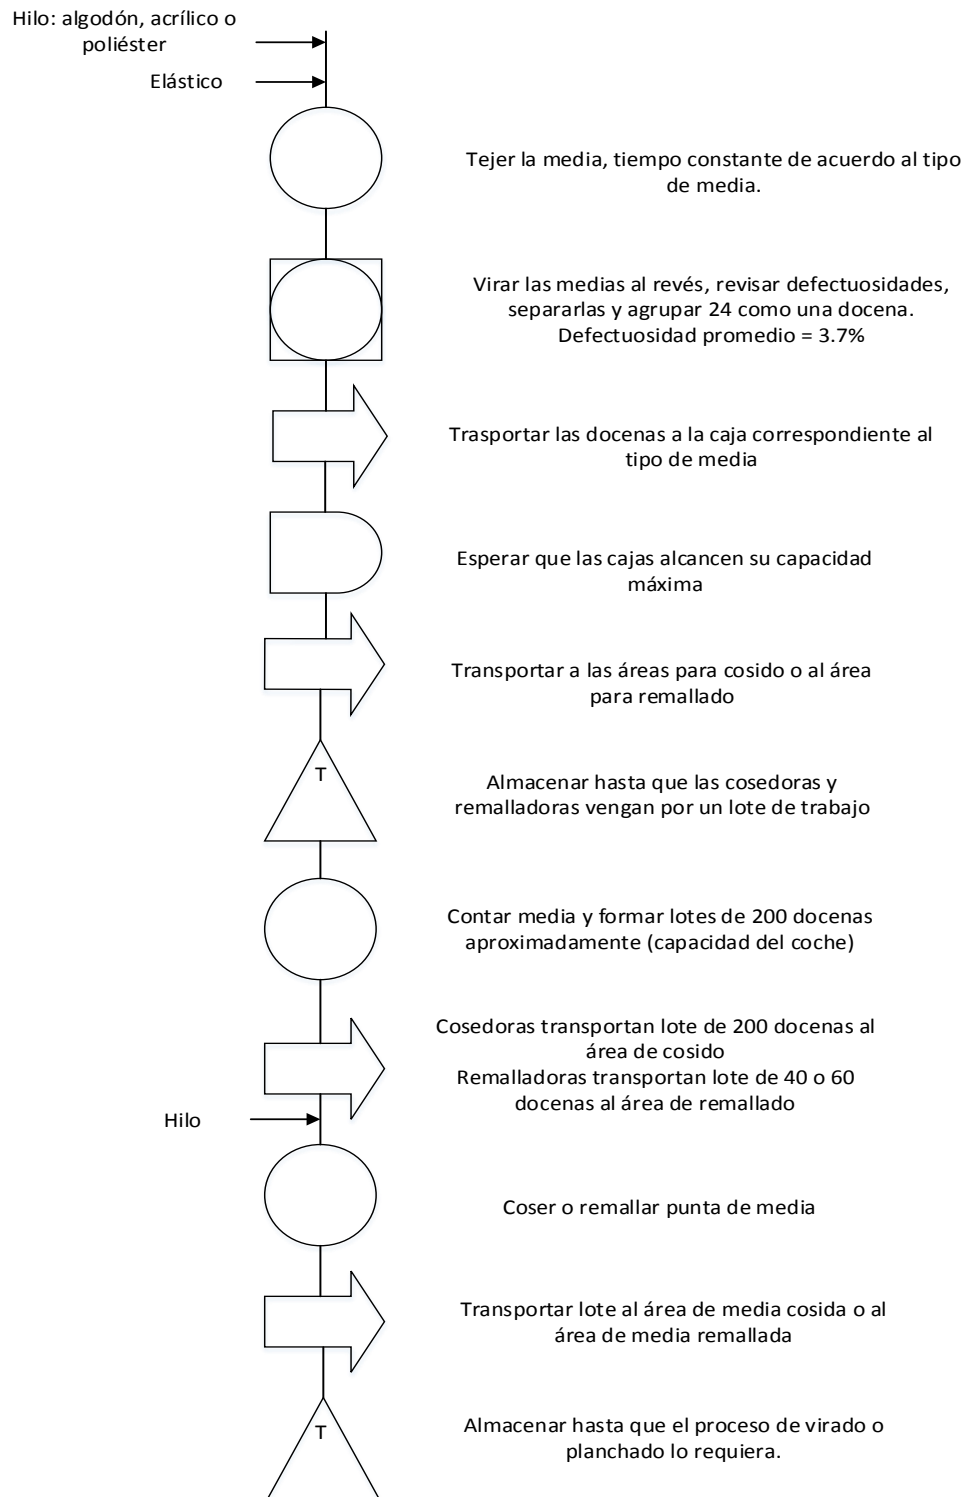 Hilo: algodón, acrílico o
poliéster
Elástico
Tejer la media, tiempo constante de acuerdo al tipo
de media.
Virar las medias al revés, revisar defectuosidades,
separarlas y agrupar 24 como una docena.
Defectuosidad promedio = 3.7%
Trasportar las docenas a la caja correspondiente al
tipo de media
Esperar que las cajas alcancen su capacidad
máxima
Transportar a las áreas para cosido o al área
para remallado
T
Almacenar hasta que las cosedoras y
remalladoras vengan por un lote de trabajo
Contar media y formar lotes de 200 docenas
aproximadamente (capacidad del coche)
Cosedoras transportan lote de 200 docenas al
área de cosido
Remalladoras transportan lote de 40 o 60
docenas al área de remallado
Hilo
Coser o remallar punta de media
Transportar lote al área de media cosida o al
área de media remallada
T
Almacenar hasta que el proceso de virado o
planchado lo requiera.